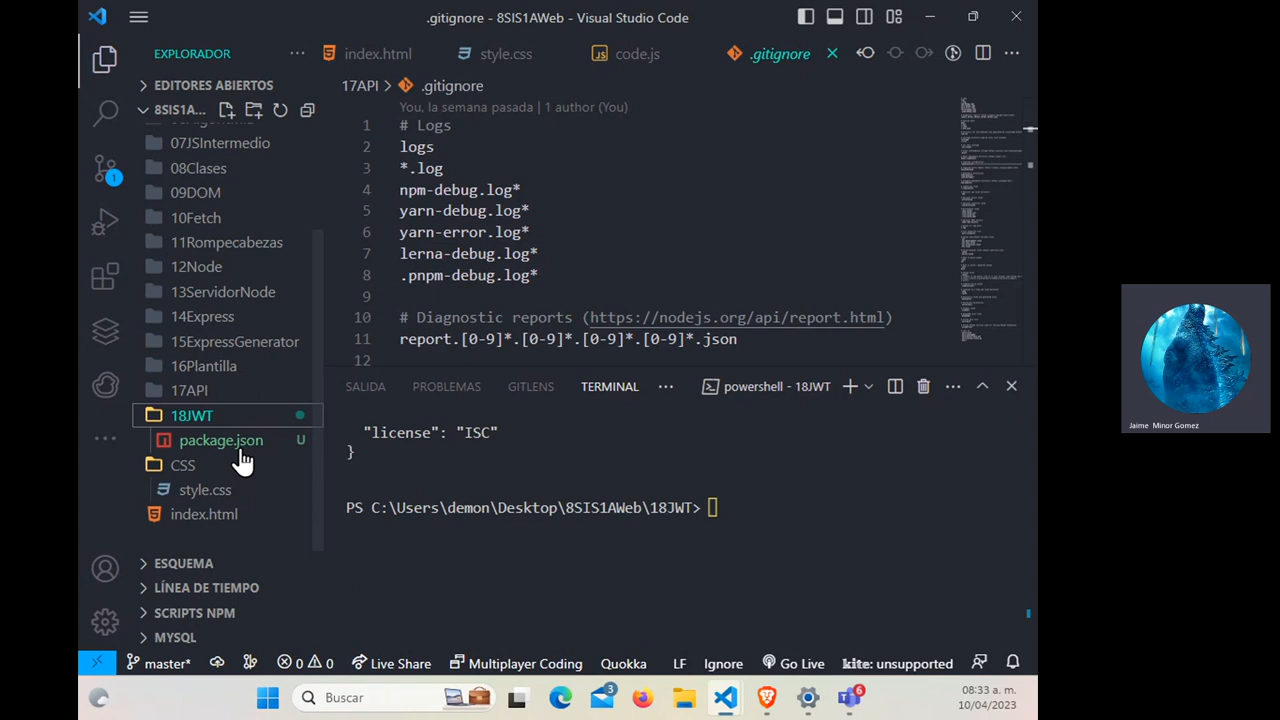 .gitignore - 8SIS1AWeb - Visual Studio Code
EXPLORADOR
index.html
style.css
code.js
.gitignore
EDITORES ABIERTOS
8SIS1A...
07JSIntermedio
08Clases
09DOM
10Fetch
11Rompecabezas
12Node
13ServidorNode
14Express
15ExpressGenerator
16Plantilla
17API
18JWT
package.json U
CSS
style.css
index.html
ESQUEMA
LÍNEA DE TIEMPO
SCRIPTS NPM
MYSQL
1
17API > .gitignore
You, la semana pasada | 1 author (You)
1 # Logs
2 logs
3 *.log
4 npm-debug.log*
5 yarn-debug.log*
6 yarn-error.log*
7 lerna-debug.log*
8 .pnpm-debug.log*
9
10 # Diagnostic reports (https://nodejs.org/api/report.html)
11 report.[0-9]*.[0-9]*.[0-9]*.[0-9]*.json
12
SALIDA PROBLEMAS GITLENS TERMINAL powershell - 18JWT
"license": "ISC"
}
PS C:\Users\demon\Desktop\8SIS1AWeb\18JWT>
master* 0 0 Live Share Multiplayer Coding Quokka LF Ignore Go Live kite: unsupported
Buscar
3
6
08:33 a. m.
10/04/2023
Jaime Minor Gomez